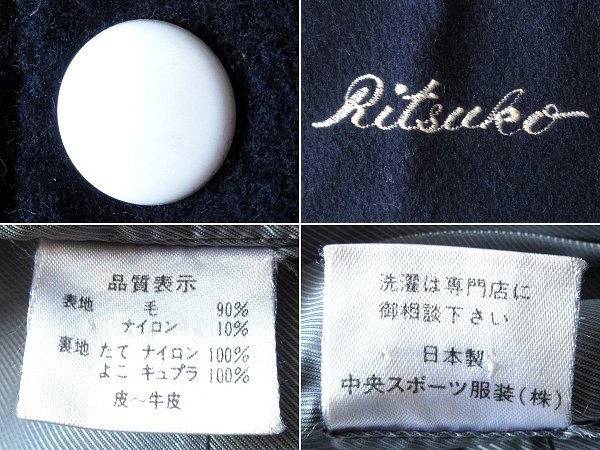 Ritsuko
品質表示
表地 毛 90%
ナイロン 10%
裏地 たて ナイロン 100%
よこ キュプラ 100%
皮〜牛皮
洗濯は専門店に
御相談下さい
日本製
中央スポーツ服装(株)